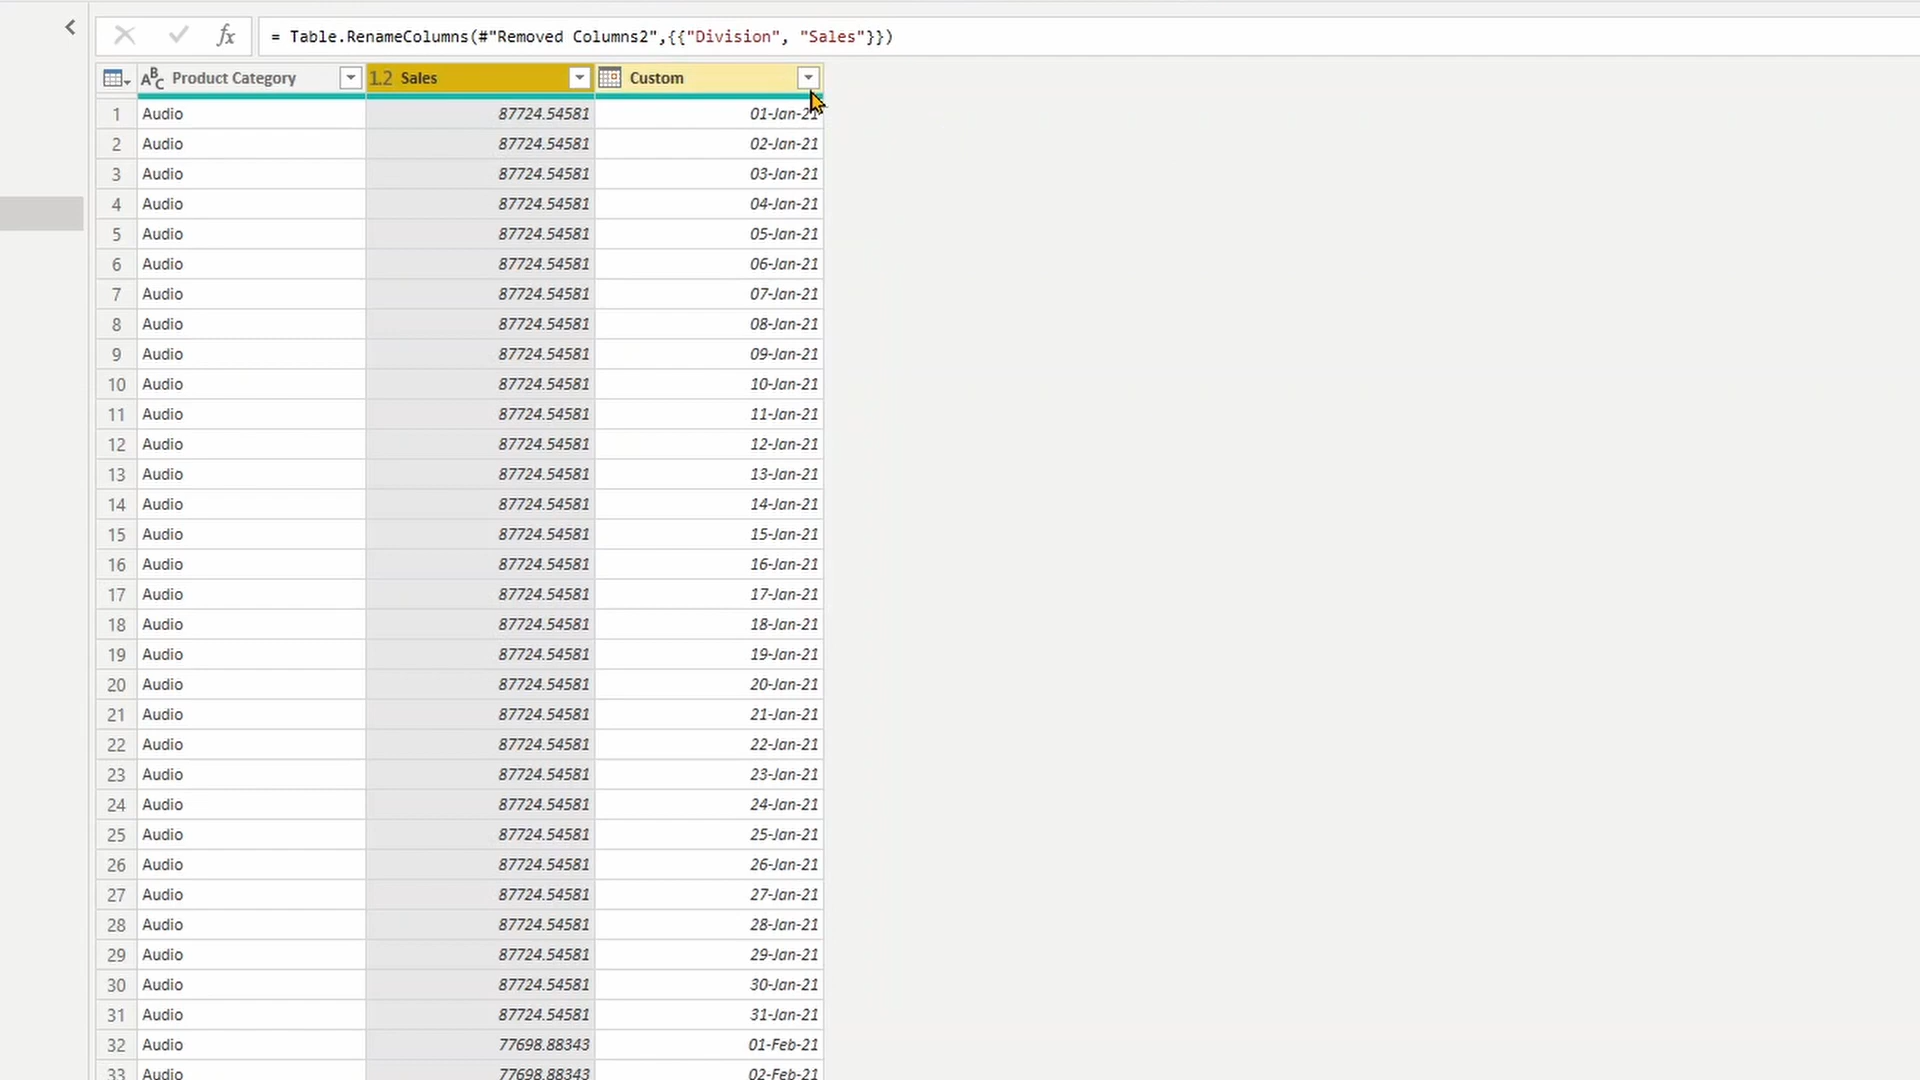 fx = Table.RenameColumns(#"Removed Columns2",{{"Division", "Sales"}})
ABC Product Category 1.2 Sales Custom
1 Audio 87724.54581 01-Jan-21
2 Audio 87724.54581 02-Jan-21
3 Audio 87724.54581 03-Jan-21
4 Audio 87724.54581 04-Jan-21
5 Audio 87724.54581 05-Jan-21
6 Audio 87724.54581 06-Jan-21
7 Audio 87724.54581 07-Jan-21
8 Audio 87724.54581 08-Jan-21
9 Audio 87724.54581 09-Jan-21
10 Audio 87724.54581 10-Jan-21
11 Audio 87724.54581 11-Jan-21
12 Audio 87724.54581 12-Jan-21
13 Audio 87724.54581 13-Jan-21
14 Audio 87724.54581 14-Jan-21
15 Audio 87724.54581 15-Jan-21
16 Audio 87724.54581 16-Jan-21
17 Audio 87724.54581 17-Jan-21
18 Audio 87724.54581 18-Jan-21
19 Audio 87724.54581 19-Jan-21
20 Audio 87724.54581 20-Jan-21
21 Audio 87724.54581 21-Jan-21
22 Audio 87724.54581 22-Jan-21
23 Audio 87724.54581 23-Jan-21
24 Audio 87724.54581 24-Jan-21
25 Audio 87724.54581 25-Jan-21
26 Audio 87724.54581 26-Jan-21
27 Audio 87724.54581 27-Jan-21
28 Audio 87724.54581 28-Jan-21
29 Audio 87724.54581 29-Jan-21
30 Audio 87724.54581 30-Jan-21
31 Audio 87724.54581 31-Jan-21
32 Audio 77698.88343 01-Feb-21
33 Audio 77698.88343 02-Feb-21